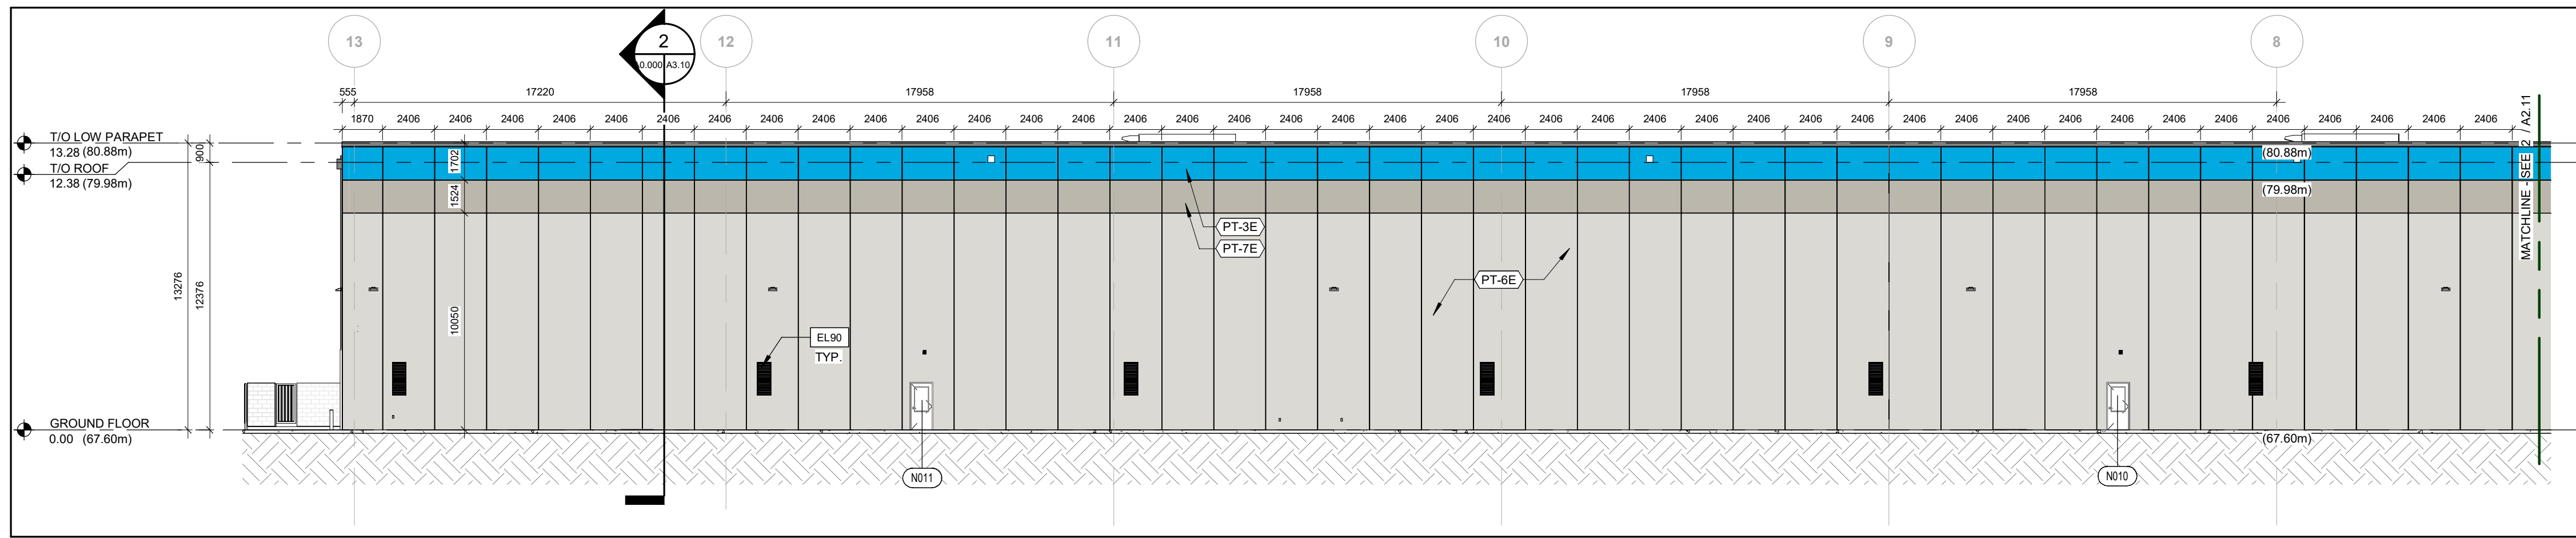 13
2
12
11
10
9
8
A3.10
555
17220
17958
17958
17958
17958
1870 2406 2406 2406 2406 2406 2406 2406 2406 2406 2406 2406 2406 2406 2406 2406 2406 2406 2406 2406 2406 2406 2406 2406 2406 2406 2406 2406 2406 2406 2406 2406 2406 2406 2406 2406 2406 2406 2406 2406 2406 2406
T/O LOW PARAPET
13.28 (80.88m)
T/O ROOF
12.38 (79.98m)
900
1702
1524
13276
12376
10050
(80.88m)
(79.98m)
MATCHLINE - SEE 2 / A2.11
PT-3E
PT-7E
PT-6E
EL90
TYP.
GROUND FLOOR
0.00 (67.60m)
(67.60m)
N011
N010